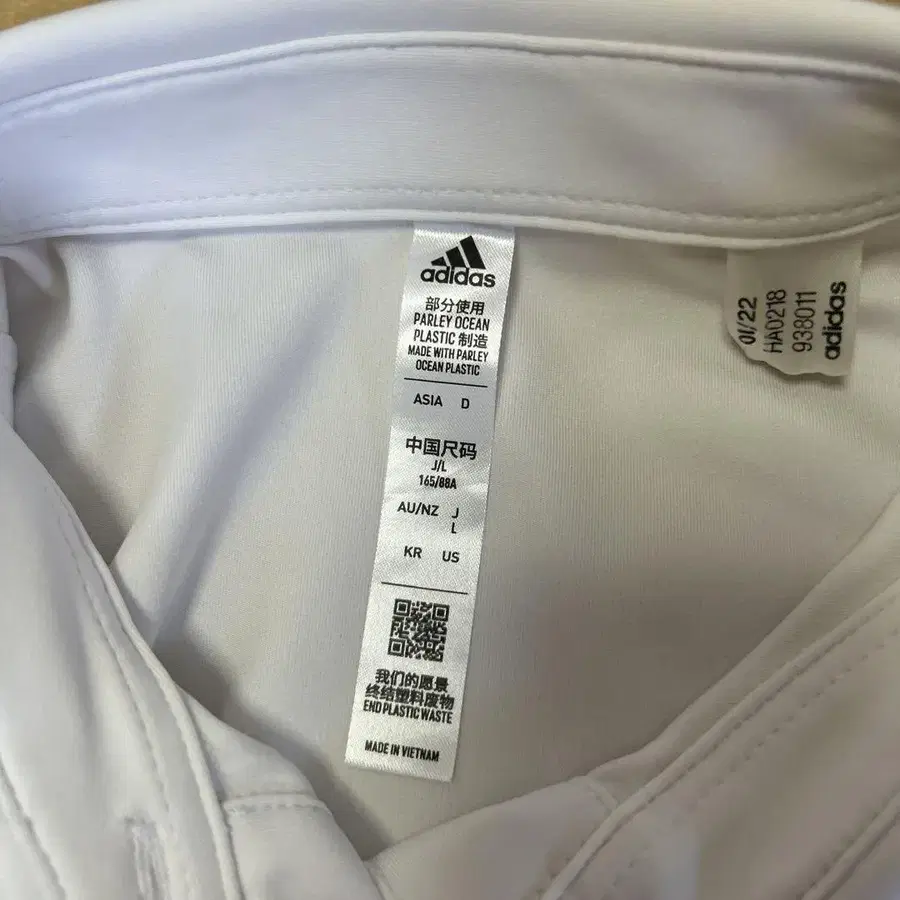 adidas
部分使用
PARLEY OCEAN
PLASTIC 制造
MADE WITH PARLEY
OCEAN PLASTIC
ASIA D
中国尺码
J/L
165/88A
AU/NZ J
L
KR US
我们的愿景
终结塑料废物
END PLASTIC WASTE
MADE IN VIETNAM
01/22
HA0218
938011
adidas